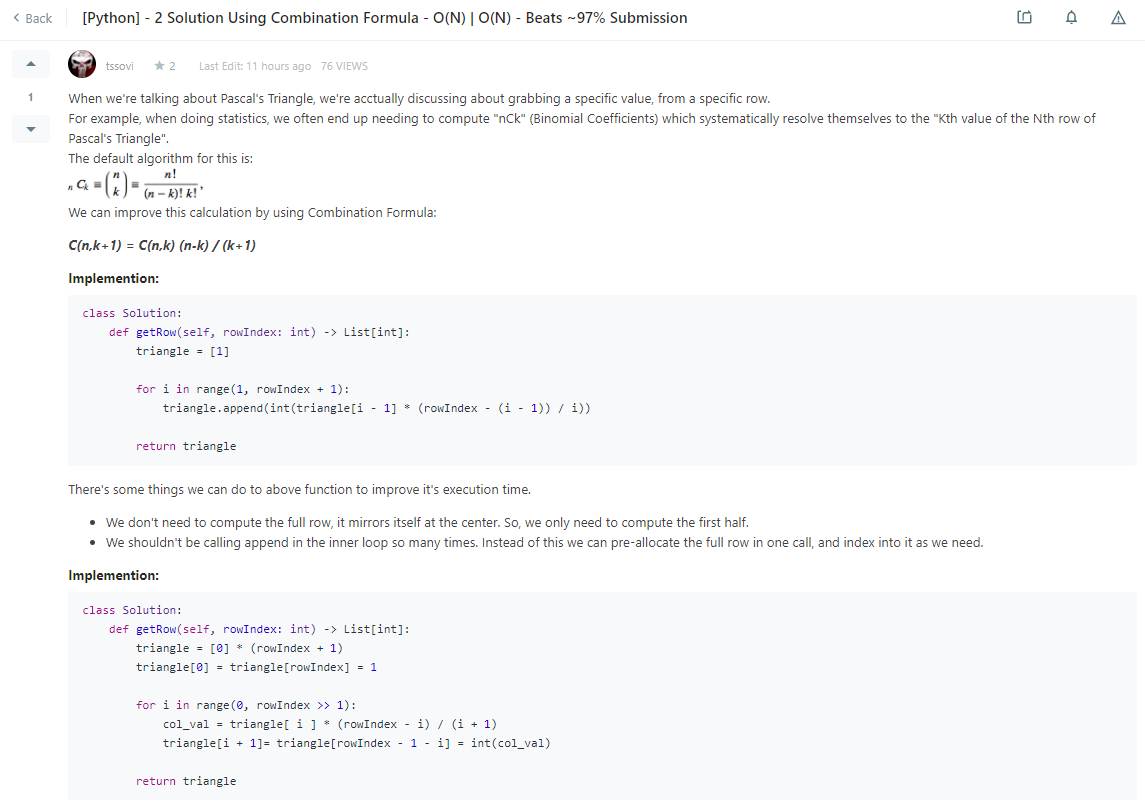 Back
[Python] - 2 Solution Using Combination Formula - O(N) | O(N) - Beats ~97% Submission
tssovi ★ 2 Last Edit: 11 hours ago 76 VIEWS
1
When we're talking about Pascal's Triangle, we're acctually discussing about grabbing a specific value, from a specific row.
For example, when doing statistics, we often end up needing to compute "nCk" (Binomial Coefficients) which systematically resolve themselves to the "Kth value of the Nth row of
Pascal's Triangle".
The default algorithm for this is:
n C k ≡ ( n k ) ≡ n! / (n − k)! k! ,
We can improve this calculation by using Combination Formula:
C(n,k+1) = C(n,k) (n-k) / (k+1)
Implemention:
class Solution:
    def getRow(self, rowIndex: int) -> List[int]:
        triangle = [1]
        for i in range(1, rowIndex + 1):
            triangle.append(int(triangle[i - 1] * (rowIndex - (i - 1)) / i))
        return triangle
There's some things we can do to above function to improve it's execution time.
• We don't need to compute the full row, it mirrors itself at the center. So, we only need to compute the first half.
• We shouldn't be calling append in the inner loop so many times. Instead of this we can pre-allocate the full row in one call, and index into it as we need.
Implemention:
class Solution:
    def getRow(self, rowIndex: int) -> List[int]:
        triangle = [0] * (rowIndex + 1)
        triangle[0] = triangle[rowIndex] = 1
        for i in range(0, rowIndex >> 1):
            col_val = triangle[ i ] * (rowIndex - i) / (i + 1)
            triangle[i + 1]= triangle[rowIndex - 1 - i] = int(col_val)
        return triangle